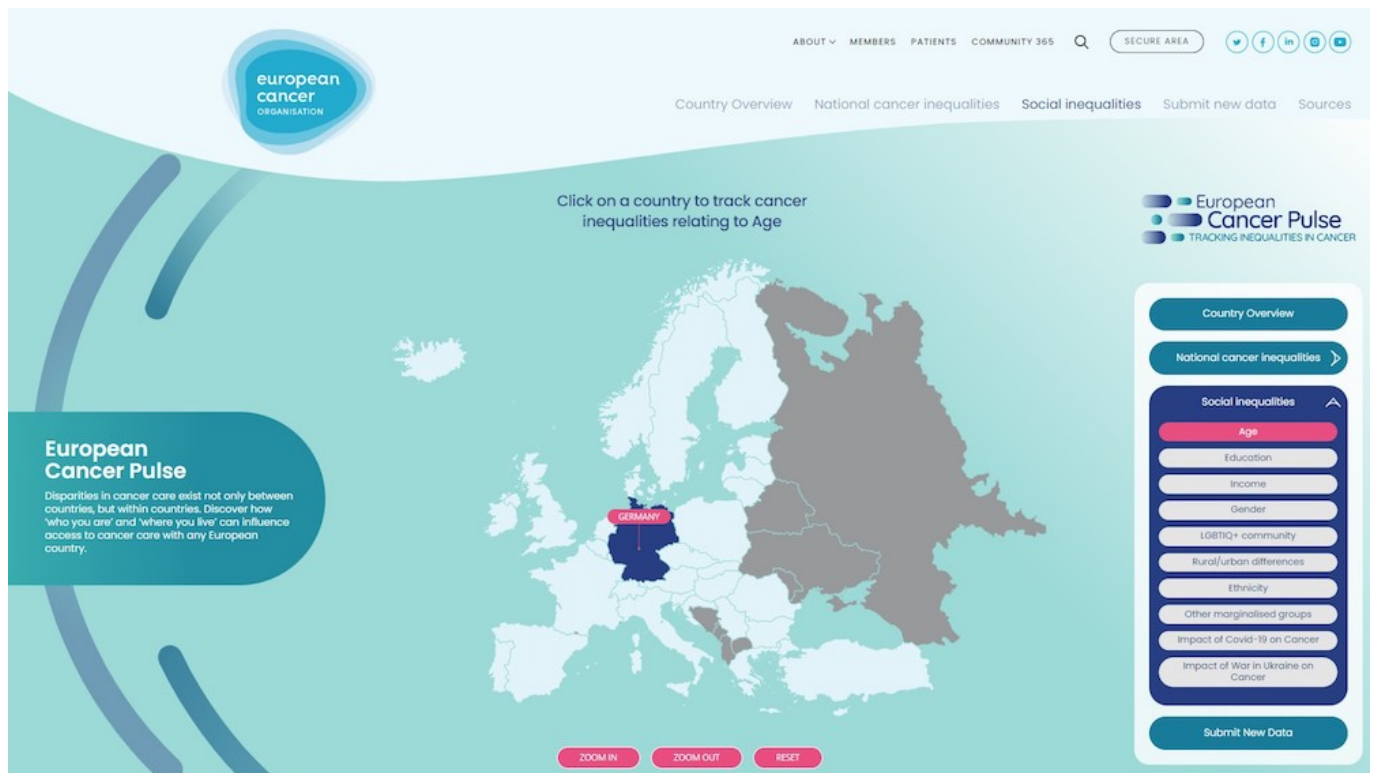 european
cancer
ORGANISATION
ABOUT MEMBERS PATIENTS COMMUNITY 365 SECURE AREA
Country Overview National cancer inequalities Social inequalities Submit new data Sources
Click on a country to track cancer
inequalities relating to Age
European
Cancer Pulse
TRACKING INEQUALITIES IN CANCER
European
Cancer Pulse
Disparities in cancer care exist not only between
countries, but within countries. Discover how
'who you are' and 'where you live' can influence
access to cancer care with any European
country.
GERMANY
Country Overview
National cancer inequalities
Social inequalities
Age
Education
Income
Gender
LGBTIQ+ community
Rural/urban differences
Ethnicity
Other marginalised groups
Impact of Covid-19 on Cancer
Impact of War in Ukraine on
Cancer
Submit New Data
ZOOM IN ZOOM OUT RESET